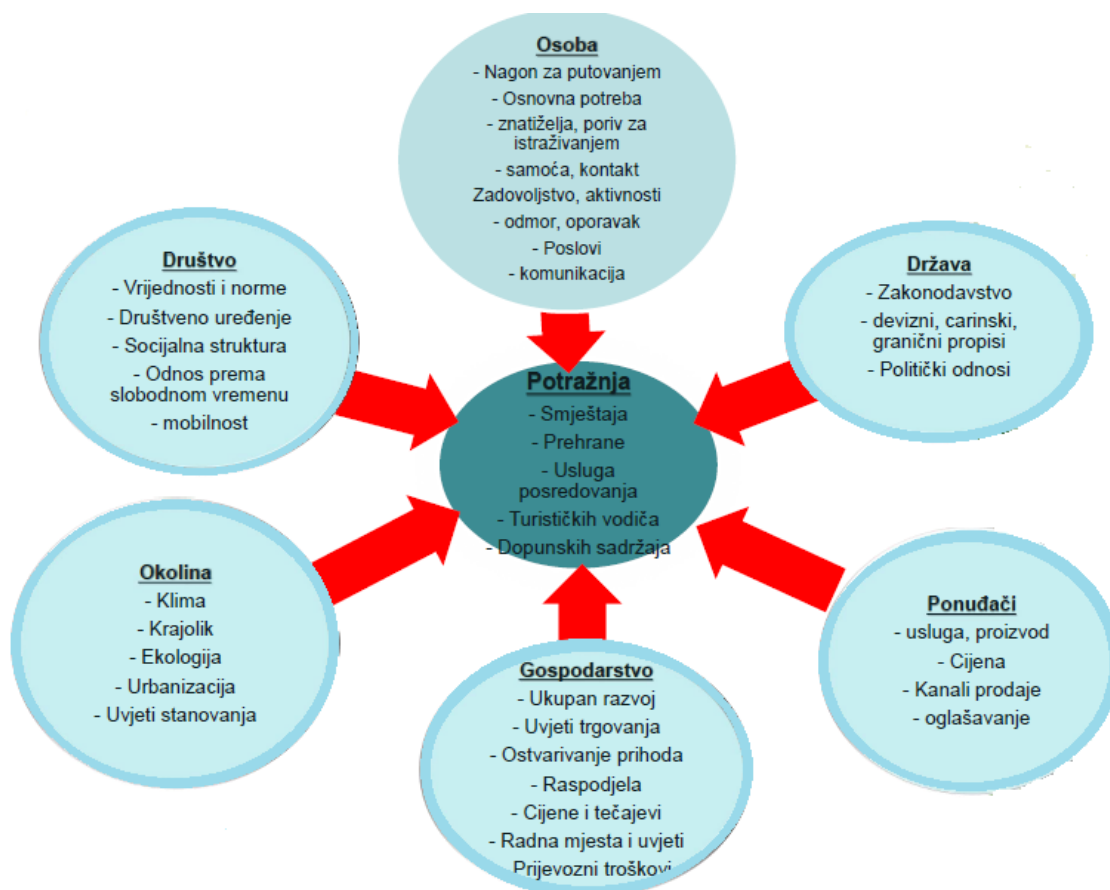 Osoba
- Nagon za putovanjem
- Osnovna potreba
- znatiželja, poriv za
istraživanjem
- samoća, kontakt
Zadovoljstvo, aktivnosti
- odmor, oporavak
- Poslovi
- komunikacija
Društvo
- Vrijednosti i norme
- Društveno uređenje
- Socijalna struktura
- Odnos prema
slobodnom vremenu
- mobilnost
Država
- Zakonodavstvo
- devizni, carinski,
granični propisi
- Politički odnosi
Potražnja
- Smještaja
- Prehrane
- Usluga
posredovanja
- Turističkih vodiča
- Dopunskih sadržaja
Okolina
- Klima
- Krajolik
- Ekologija
- Urbanizacija
- Uvjeti stanovanja
Gospodarstvo
- Ukupan razvoj
- Uvjeti trgovanja
- Ostvarivanje prihoda
- Raspodjela
- Cijene i tečajevi
- Radna mjesta i uvjeti
Prijevozni troškovi
Ponuđači
- usluga, proizvod
- Cijena
- Kanali prodaje
- oglašavanje